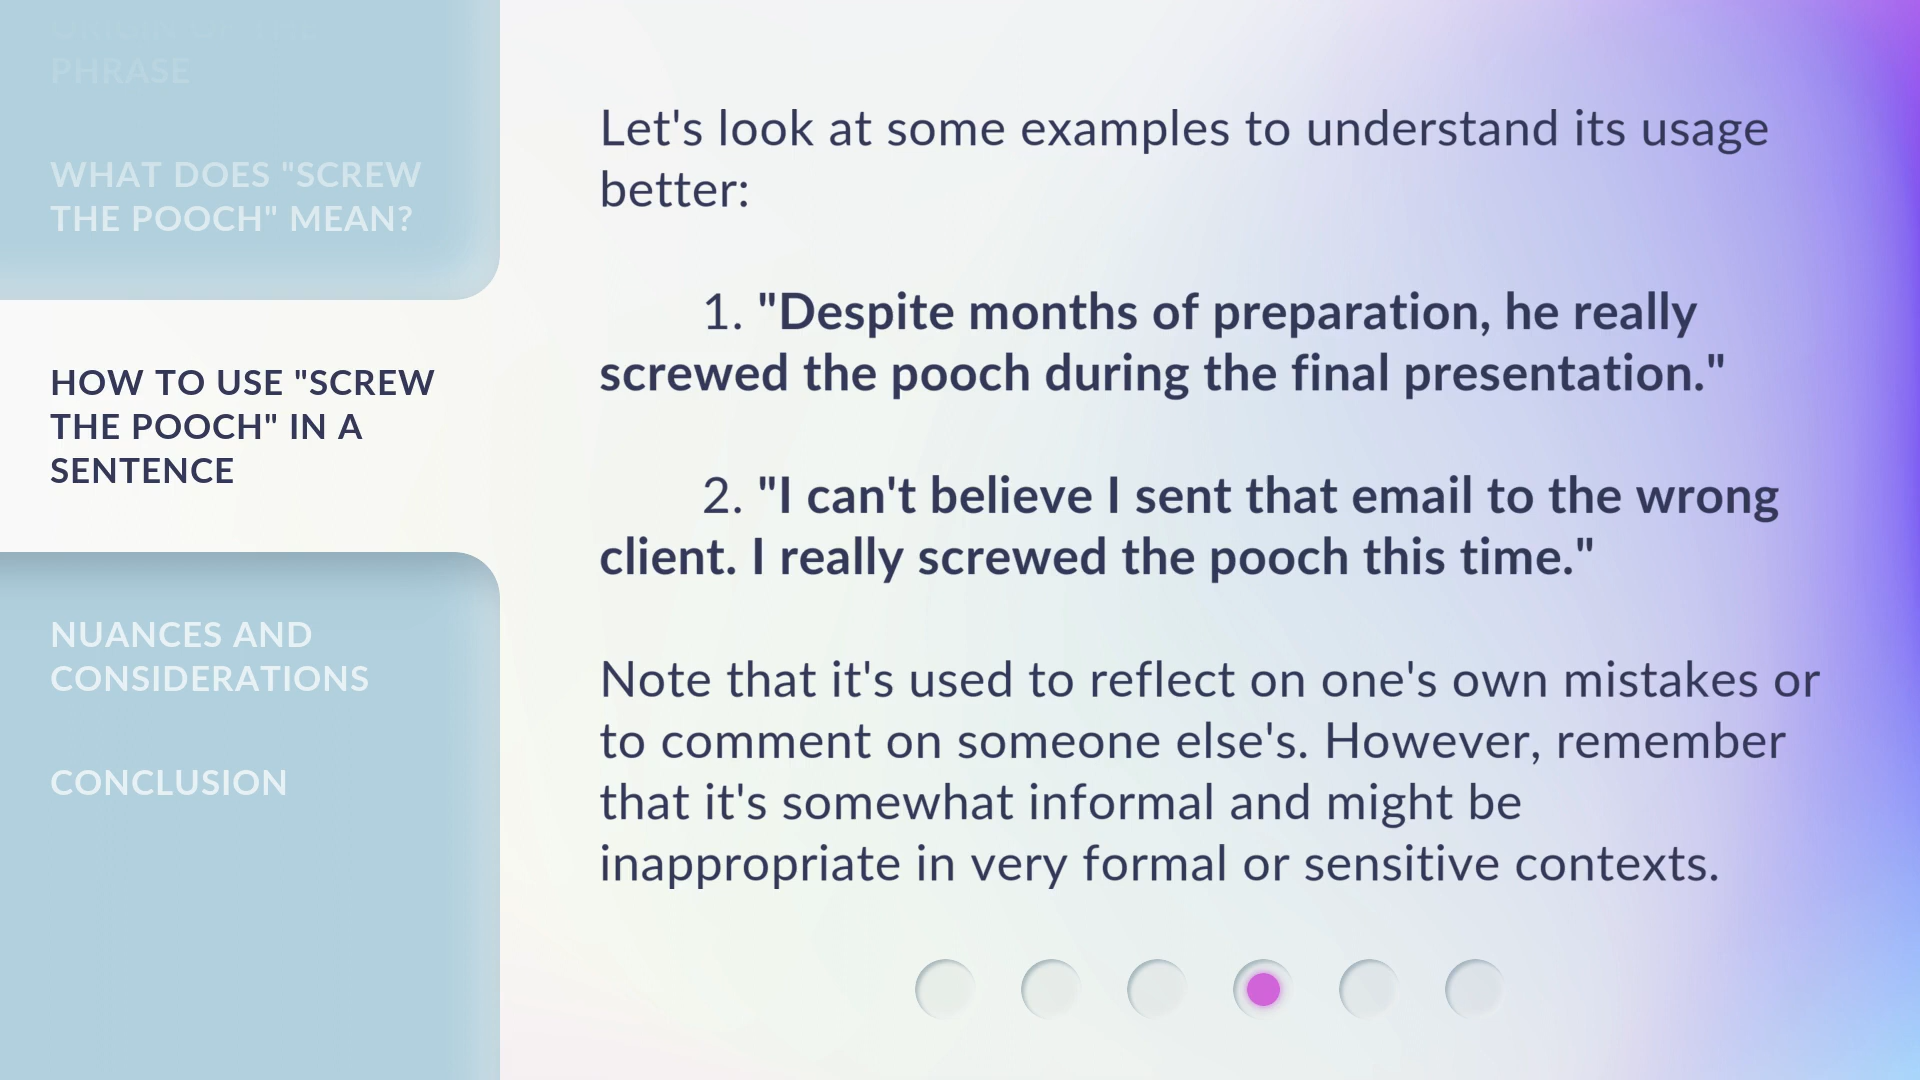 PHRASE
WHAT DOES "SCREW
THE POOCH" MEAN?
HOW TO USE "SCREW
THE POOCH" IN A
SENTENCE
NUANCES AND
CONSIDERATIONS
CONCLUSION
Let's look at some examples to understand its usage
better:
1. "Despite months of preparation, he really
screwed the pooch during the final presentation."
2. "I can't believe I sent that email to the wrong
client. I really screwed the pooch this time."
Note that it's used to reflect on one's own mistakes or
to comment on someone else's. However, remember
that it's somewhat informal and might be
inappropriate in very formal or sensitive contexts.